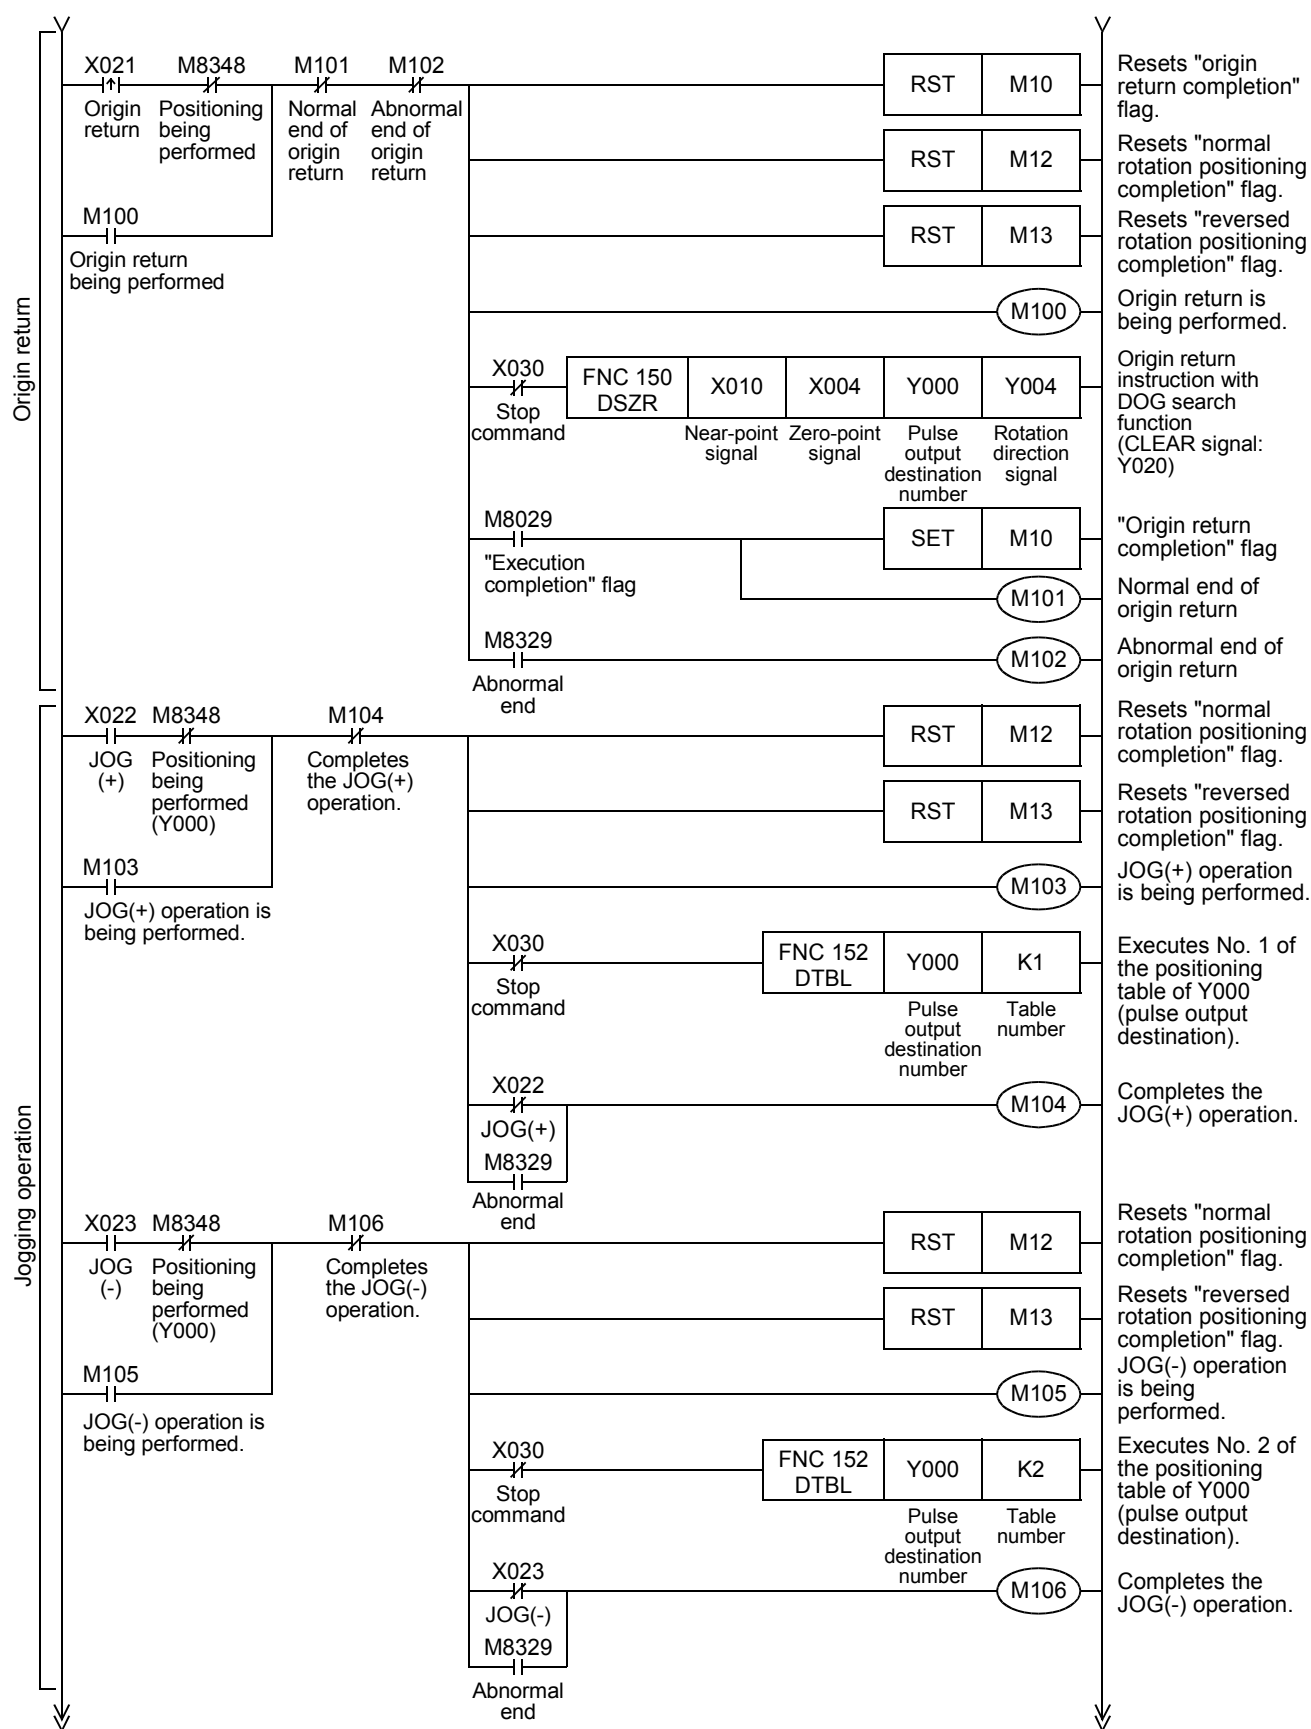 Origin return
X021 M8348 M101 M102
Origin return
Positioning being performed
Normal end of origin return
Abnormal end of origin return
RST M10
Resets "origin return completion" flag.
RST M12
Resets "normal rotation positioning completion" flag.
M100
Origin return being performed
RST M13
Resets "reversed rotation positioning completion" flag.
M100
Origin return is being performed.
X030
Stop command
FNC 150 DSZR X010 X004 Y000 Y004
Near-point signal
Zero-point signal
Pulse output destination number
Rotation direction signal
Origin return instruction with DOG search function (CLEAR signal: Y020)
M8029
"Execution completion" flag
SET M10
"Origin return completion" flag
M101
Normal end of origin return
M8329
Abnormal end
M102
Abnormal end of origin return
Jogging operation
X022 M8348 M104
JOG (+)
Positioning being performed (Y000)
Completes the JOG(+) operation.
RST M12
Resets "normal rotation positioning completion" flag.
RST M13
Resets "reversed rotation positioning completion" flag.
M103
JOG(+) operation is being performed.
M103
JOG(+) operation is being performed.
X030
Stop command
FNC 152 DTBL Y000 K1
Pulse output destination number
Table number
Executes No. 1 of the positioning table of Y000 (pulse output destination).
X022
JOG(+)
M8329
Abnormal end
M104
Completes the JOG(+) operation.
X023 M8348 M106
JOG (-)
Positioning being performed (Y000)
Completes the JOG(-) operation.
RST M12
Resets "normal rotation positioning completion" flag.
RST M13
Resets "reversed rotation positioning completion" flag.
M105
JOG(-) operation is being performed.
M105
JOG(-) operation is being performed.
X030
Stop command
FNC 152 DTBL Y000 K2
Pulse output destination number
Table number
Executes No. 2 of the positioning table of Y000 (pulse output destination).
X023
JOG(-)
M8329
Abnormal end
M106
Completes the JOG(-) operation.